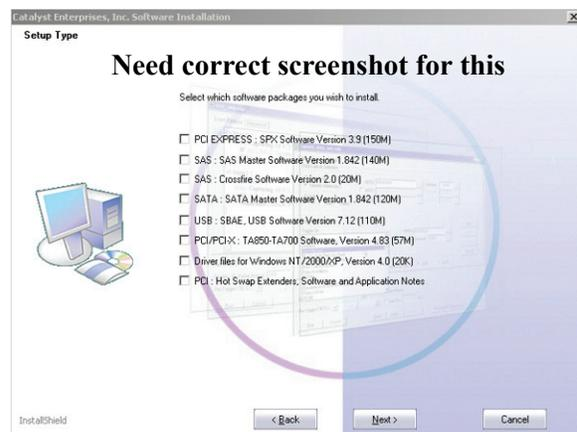 Catalyst Enterprises, Inc. Software Installation
Setup Type
Need correct screenshot for this
Select which software packages you wish to install.
PCI EXPRESS : SPX Software Version 3.9 (150M)
SAS : SAS Master Software Version 1.842 (140M)
SAS : Crossfire Software Version 2.0 (20M)
SATA : SATA Master Software Version 1.842 (120M)
USB : SBAE, USB Software Version 7.12 (110M)
PCI/PCI-X : TA850-TA700 Software, Version 4.83 (57M)
Driver files for Windows NT/2000/XP, Version 4.0 (20K)
PCI : Hot Swap Extenders, Software and Application Notes
InstallShield
< Back Next > Cancel